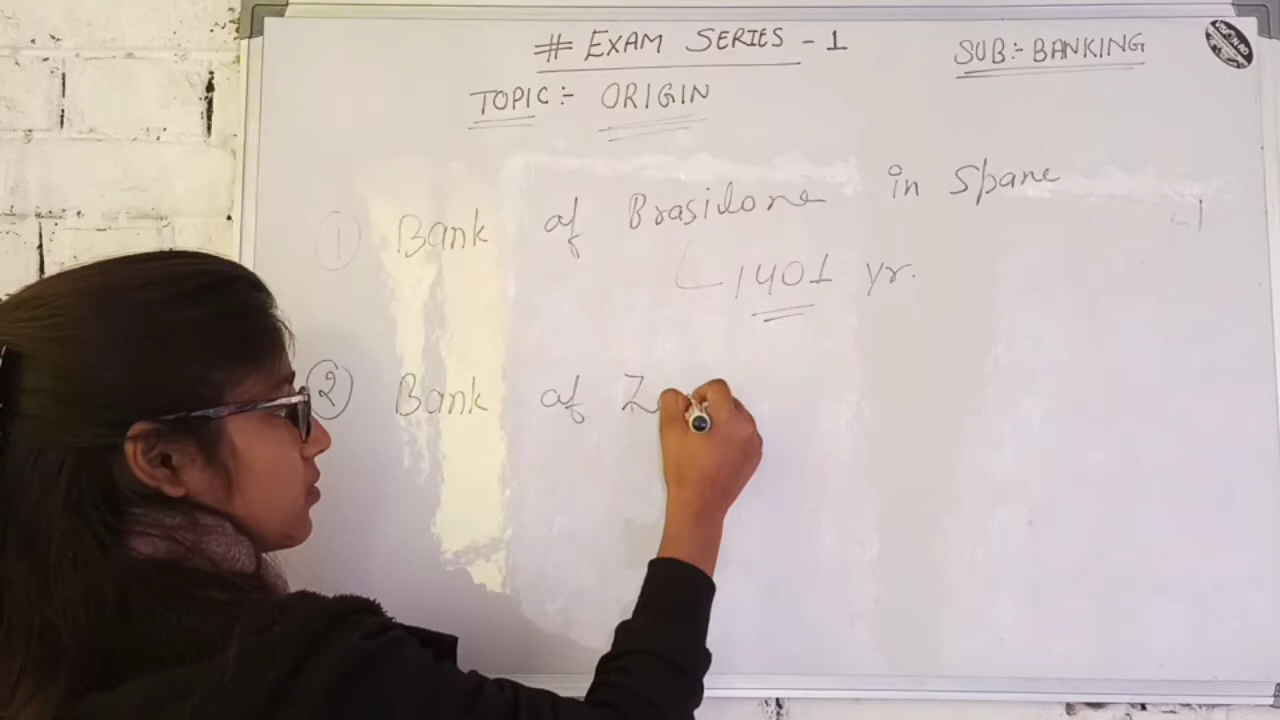 # EXAM SERIES - 1
SUB:- BANKING
TOPIC:- ORIGIN
① Bank of Brasilone in Spane
1401 yr.
② Bank of Z